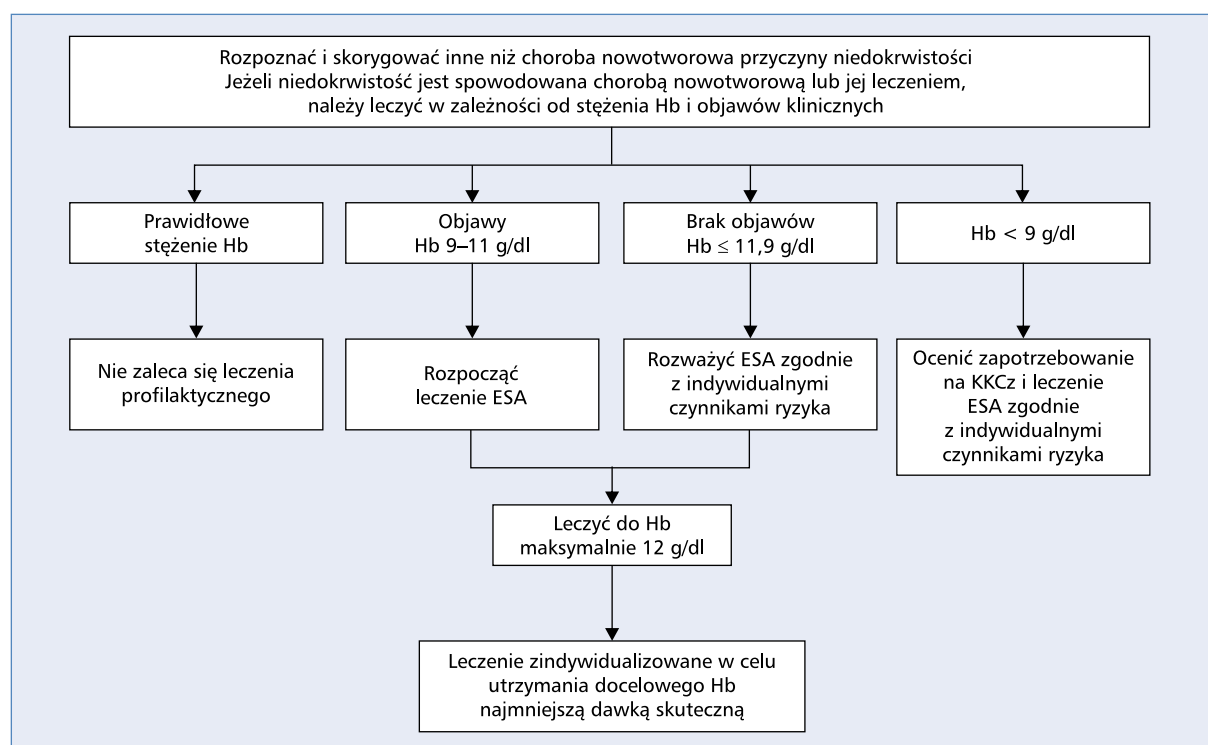 Rozpoznać i skorygować inne niż choroba nowotworowa przyczyny niedokrwistości
Jeżeli niedokrwistość jest spowodowana chorobą nowotworową lub jej leczeniem,
należy leczyć w zależności od stężenia Hb i objawów klinicznych
Prawidłowe
stężenie Hb
Objawy
Hb 9–11 g/dl
Brak objawów
Hb ≤ 11,9 g/dl
Hb < 9 g/dl
Nie zaleca się leczenia
profilaktycznego
Rozpocząć
leczenie ESA
Rozważyć ESA zgodnie
z indywidualnymi
czynnikami ryzyka
Ocenić zapotrzebowanie
na KKCz i leczenie
ESA zgodnie
z indywidualnymi
czynnikami ryzyka
Leczyć do Hb
maksymalnie 12 g/dl
Leczenie zindywidualizowane w celu
utrzymania docelowego Hb
najmniejszą dawką skuteczną